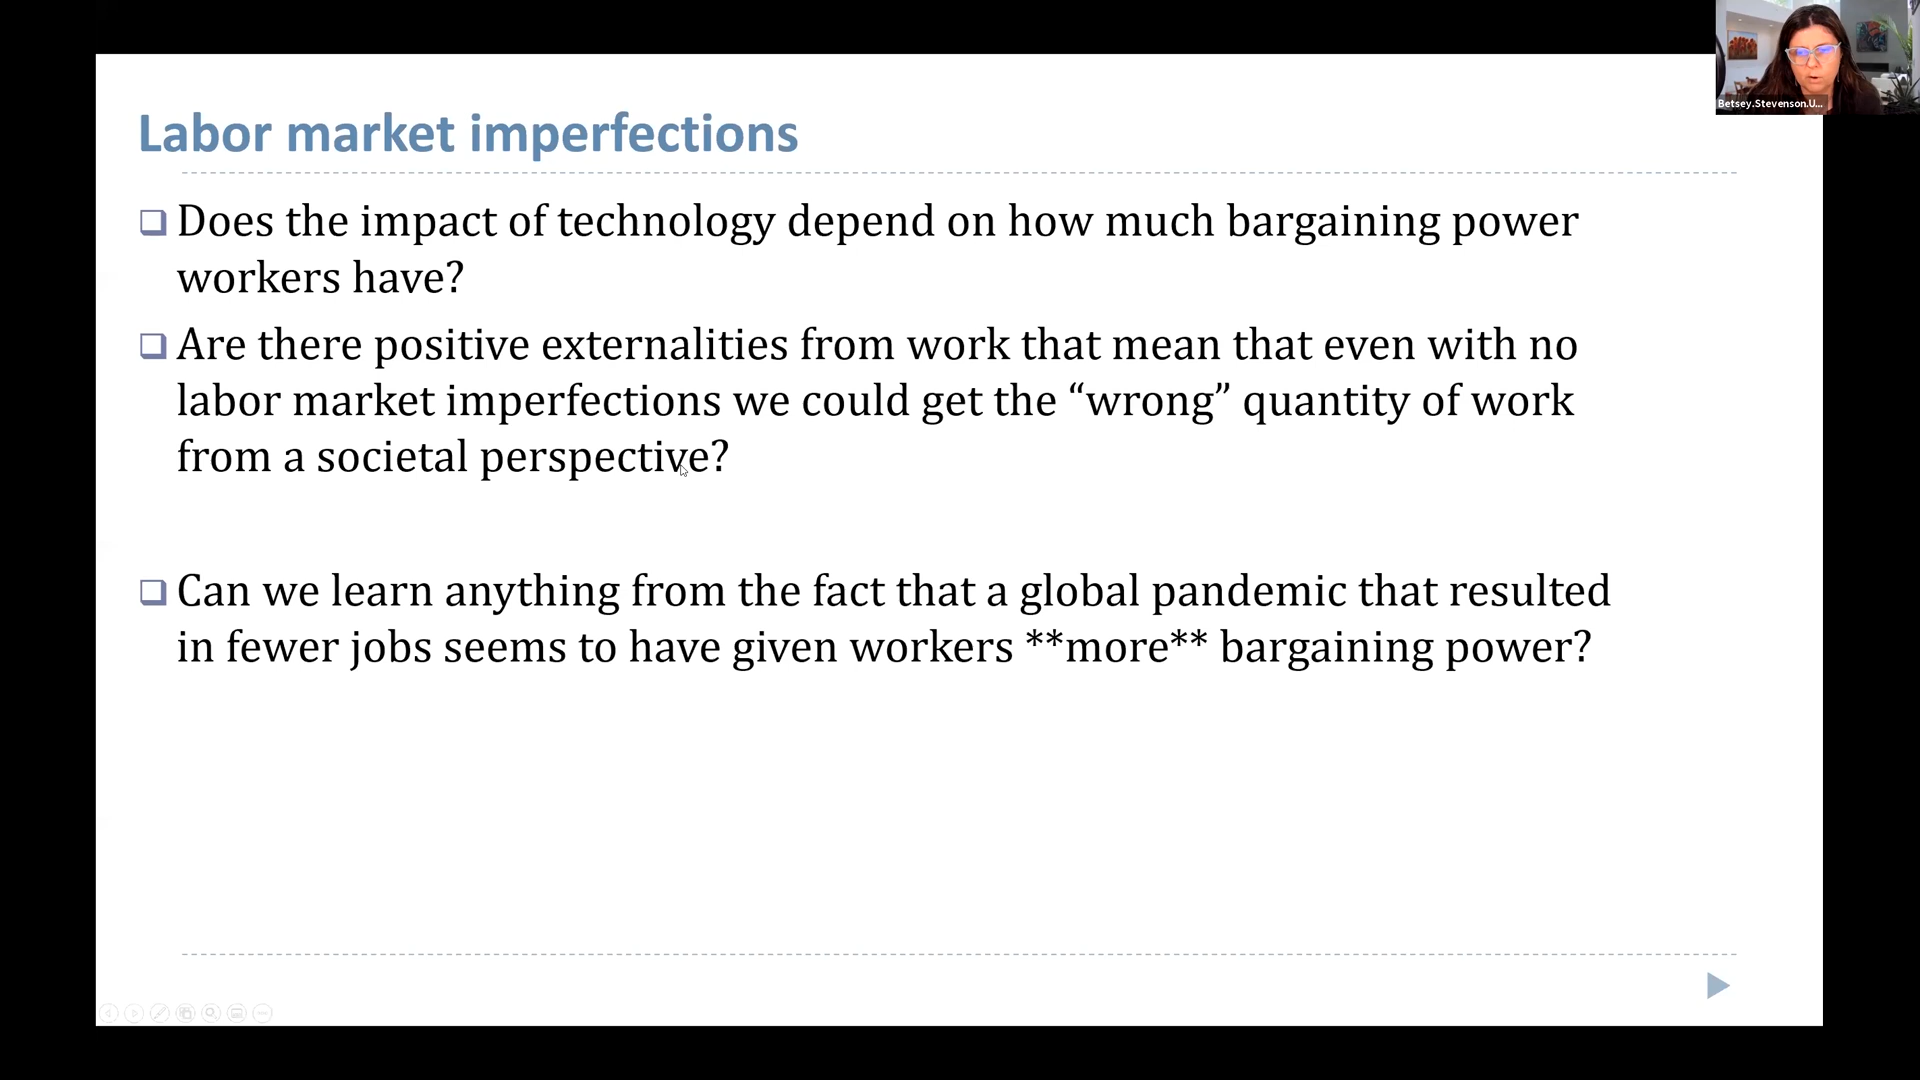 Betsey.Stevenson.U...
Labor market imperfections
Does the impact of technology depend on how much bargaining power
workers have?
Are there positive externalities from work that mean that even with no
labor market imperfections we could get the “wrong” quantity of work
from a societal perspective?
Can we learn anything from the fact that a global pandemic that resulted
in fewer jobs seems to have given workers **more** bargaining power?